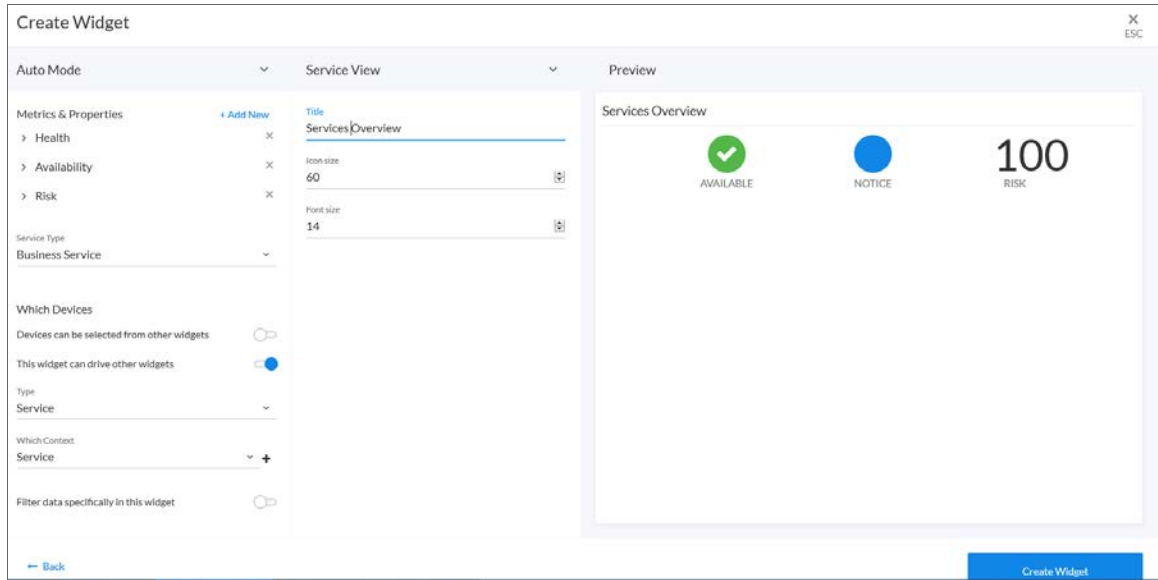 Create Widget
ESC
Auto Mode
Service View
Preview
Metrics & Properties
+ Add New
Health
Availability
Risk
Service Type
Business Service
Which Devices
Devices can be selected from other widgets
This widget can drive other widgets
Type
Service
Which Context
Service
Filter data specifically in this widget
Title
Services Overview
Icon size
60
Font size
14
Services Overview
AVAILABLE
NOTICE
100
RISK
← Back
Create Widget